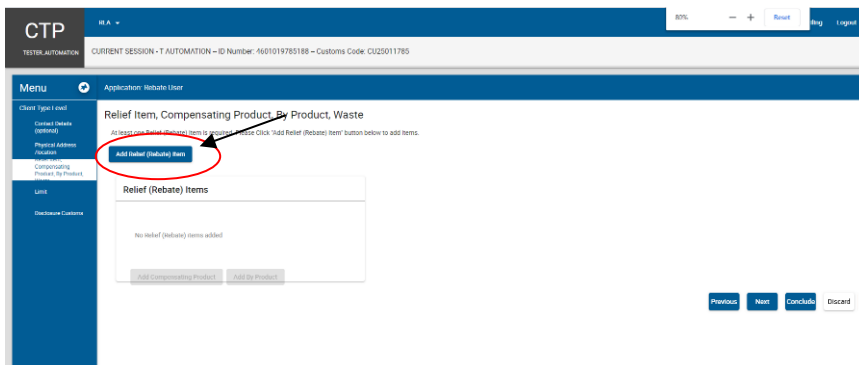 CTP
TESTER.AUTOMATION
RLA
80%
Reset
Logout
CURRENT SESSION - T AUTOMATION – ID Number: 4601019785188 – Customs Code: CU25011785
Menu
Application: Rebate User
Client Type Level
Contact Details
(optional)
Physical Address
/location
Compensating
Product, By Product,
Limit
Disclosure Customs
Relief Item, Compensating Product, By Product, Waste
At least one Relief (Rebate) Item is required. Please Click "Add Relief (Rebate) Item" button below to add items.
Add Relief (Rebate) Item
Relief (Rebate) Items
No Relief (Rebate) items added
Add Compensating Product
Add By Product
Previous
Next
Conclude
Discard